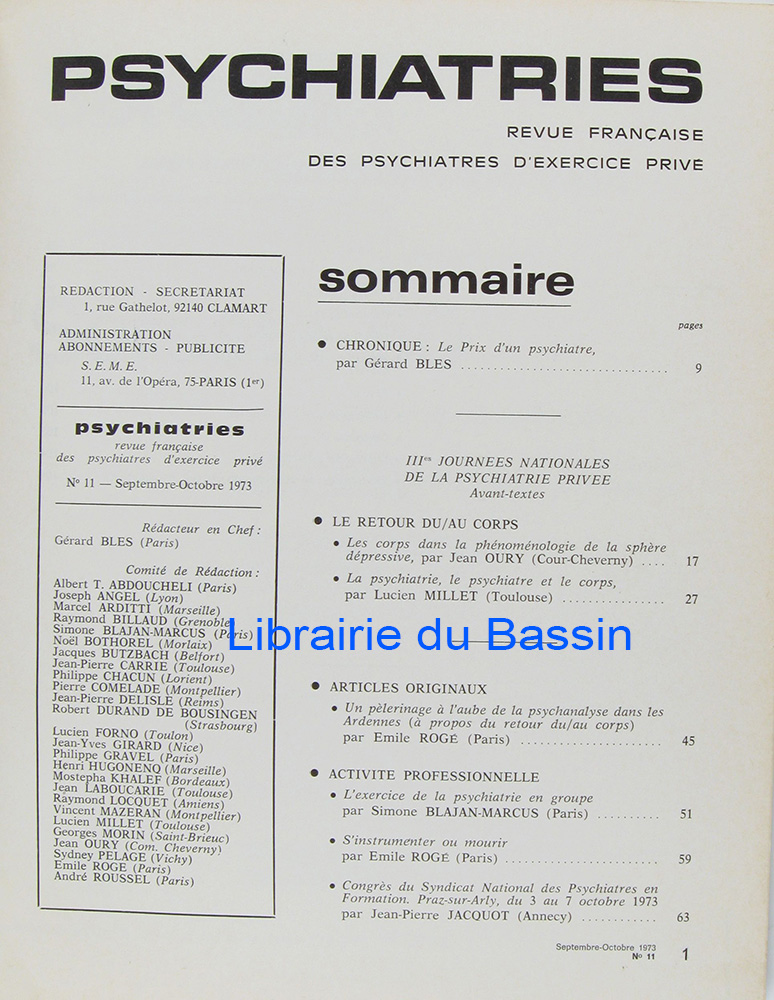 PSYCHIATRIES
REVUE FRANÇAISE
DES PSYCHIATRES D'EXERCICE PRIVÉ
REDACTION - SECRETARIAT
1, rue Gathelot, 92140 CLAMART
ADMINISTRATION
ABONNEMENTS - PUBLICITE
S.E.M.E.
11, av. de l'Opéra, 75-PARIS (1er)
psychiatries
revue française
des psychiatres d'exercice privé
No 11 — Septembre-Octobre 1973
Rédacteur en Chef :
Gérard BLES (Paris)
Comité de Rédaction :
Albert T. ABDOUCHELI (Paris)
Joseph ANGEL (Lyon)
Marcel ARDITTI (Marseille)
Raymond BILLAUD (Grenoble)
Simone BLAJAN-MARCUS (Paris)
Noël BOTHOREL (Morlaix)
Jacques BUTZBACH (Belfort)
Jean-Pierre CARRIE (Toulouse)
Philippe CHACUN (Lorient)
Pierre COMELADE (Montpellier)
Jean-Pierre DELISLE (Reims)
Robert DURAND DE BOUSINGEN
(Strasbourg)
Lucien FORNO (Toulon)
Jean-Yves GIRARD (Nice)
Philippe GRAVEL (Paris)
Henri HUGONENQ (Marseille)
Mostepha KHALEF (Bordeaux)
Jean LABOUCARIE (Toulouse)
Raymond LOCQUET (Amiens)
Vincent MAZERAN (Montpellier)
Lucien MILLET (Toulouse)
Georges MORIN (Saint-Brieuc)
Jean OURY (Com. Cheverny)
Sydney PELAGE (Vichy)
Emile ROGE (Paris)
André ROUSSEL (Paris)
sommaire
pages
• CHRONIQUE : Le Prix d'un psychiatre,
par Gérard BLES ................................ 9
IIIes JOURNEES NATIONALES
DE LA PSYCHIATRIE PRIVEE
Avant-textes
• LE RETOUR DU/AU CORPS
• Les corps dans la phénoménologie de la sphère
dépressive, par Jean OURY (Cour-Cheverny) .... 17
• La psychiatrie, le psychiatre et le corps,
par Lucien MILLET (Toulouse) ................ 27
Librairie du Bassin
• ARTICLES ORIGINAUX
• Un pèlerinage à l'aube de la psychanalyse dans les
Ardennes (à propos du retour du/au corps)
par Emile ROGÉ (Paris) ...................... 45
• ACTIVITE PROFESSIONNELLE
• L'exercice de la psychiatrie en groupe
par Simone BLAJAN-MARCUS (Paris) .......... 51
• S'instrumenter ou mourir
par Emile ROGÉ (Paris) ........................ 59
• Congrès du Syndicat National des Psychiatres en
Formation. Praz-sur-Arly, du 3 au 7 octobre 1973
par Jean-Pierre JACQUOT (Annecy) ............ 63
Septembre-Octobre 1973
No 11 1